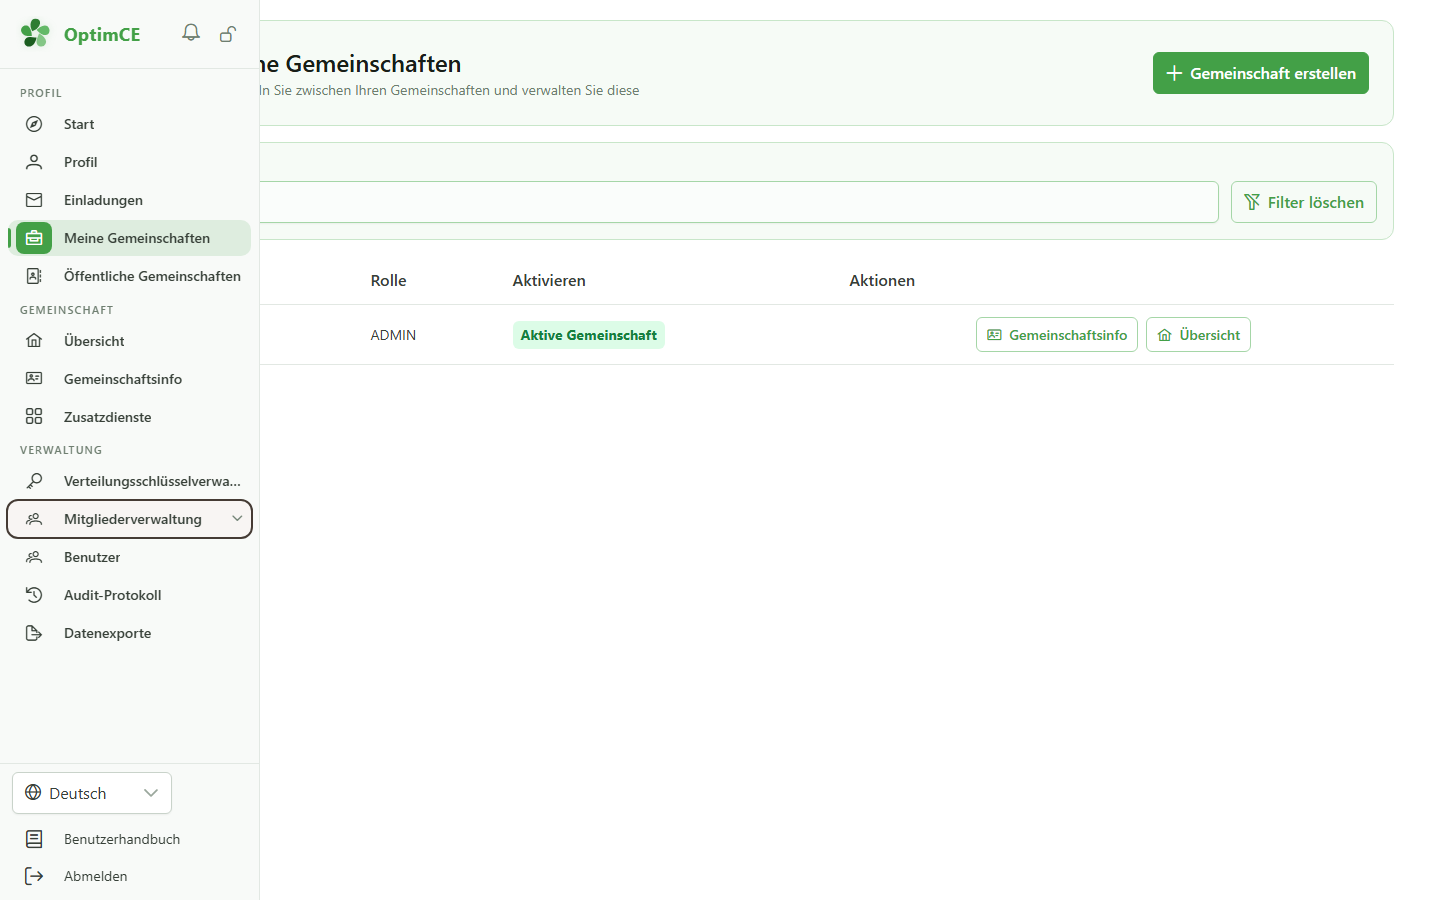 OptimCE
PROFIL
Start
Profil
Einladungen
Meine Gemeinschaften
Öffentliche Gemeinschaften
GEMEINSCHAFT
Übersicht
Gemeinschaftsinfo
Zusatzdienste
VERWALTUNG
Verteilungsschlüsselverwa...
Mitgliederverwaltung
Benutzer
Audit-Protokoll
Datenexporte
Deutsch
Benutzerhandbuch
Abmelden
ne Gemeinschaften
ln Sie zwischen Ihren Gemeinschaften und verwalten Sie diese
Gemeinschaft erstellen
Filter löschen
Rolle Aktivieren Aktionen
ADMIN Aktive Gemeinschaft Gemeinschaftsinfo Übersicht